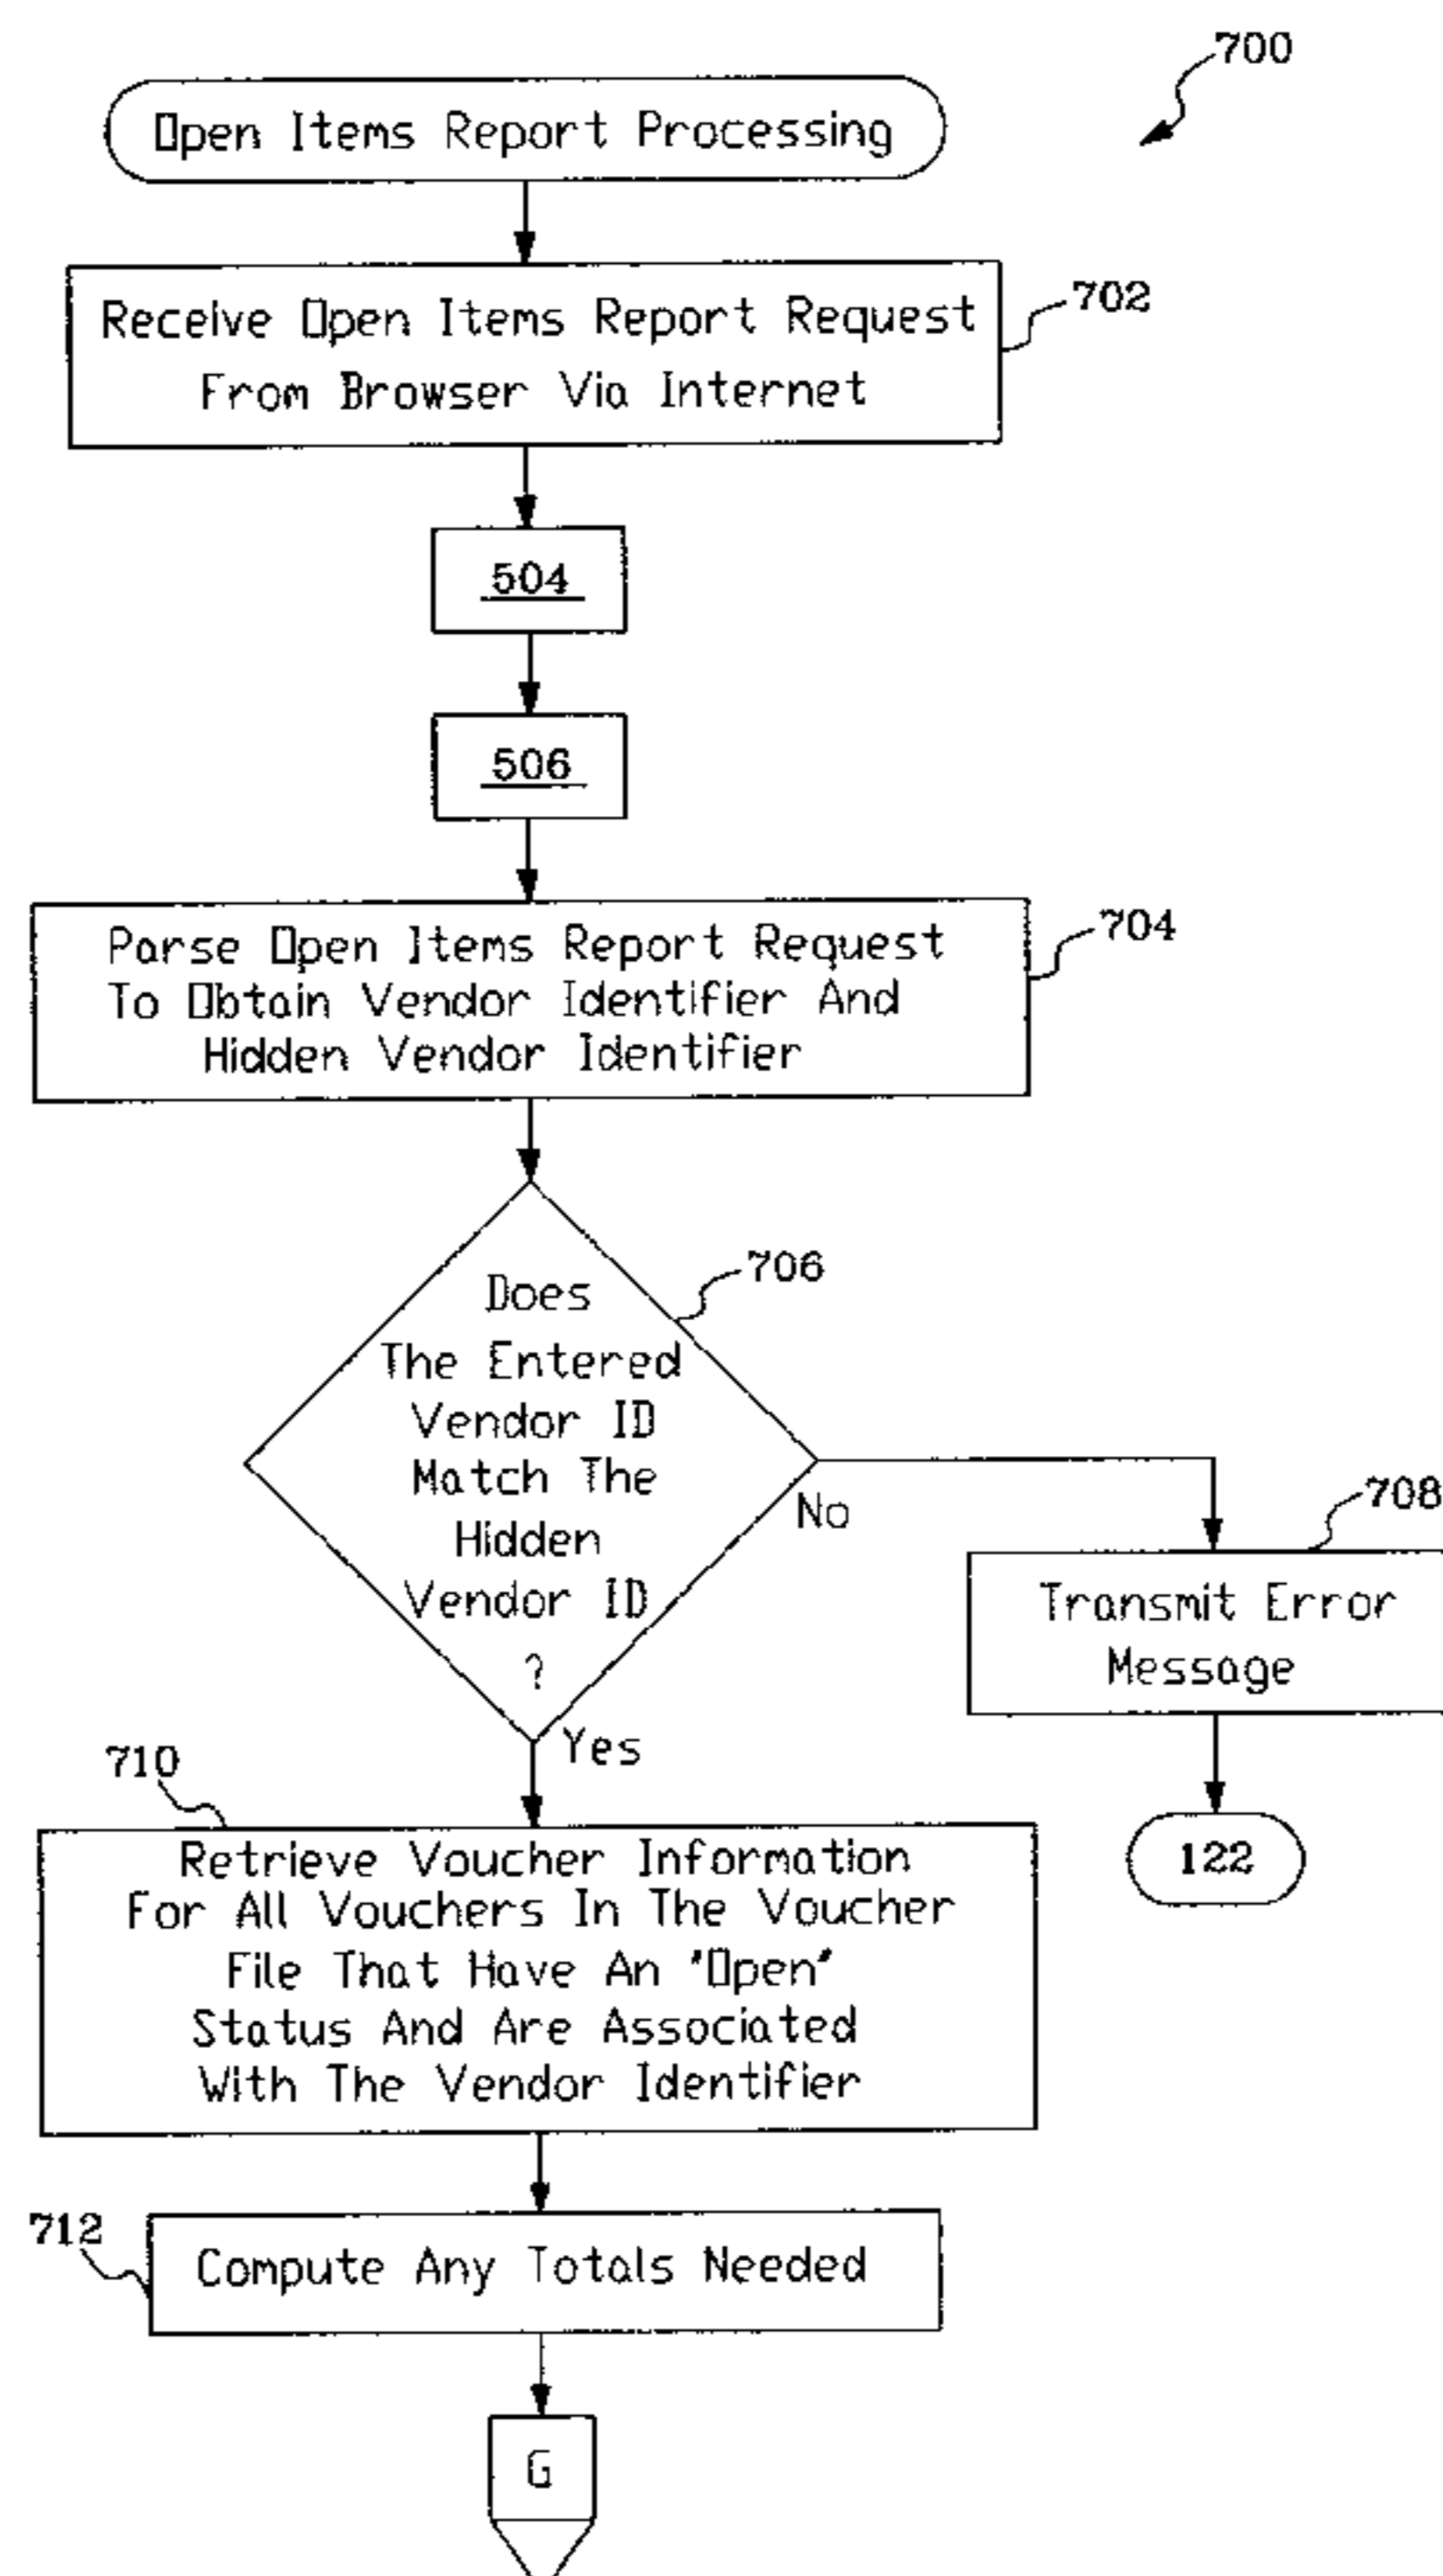 700
Open Items Report Processing
Receive Open Items Report Request
From Browser Via Internet
702
504
506
Parse Open Items Report Request
To Obtain Vendor Identifier And
Hidden Vendor Identifier
704
Does
The Entered
Vendor ID
Match The
Hidden
Vendor ID
?
706
No
Yes
708
Transmit Error
Message
122
710
Retrieve Voucher Information
For All Vouchers In The Voucher
File That Have An "Open"
Status And Are Associated
With The Vendor Identifier
712
Compute Any Totals Needed
G